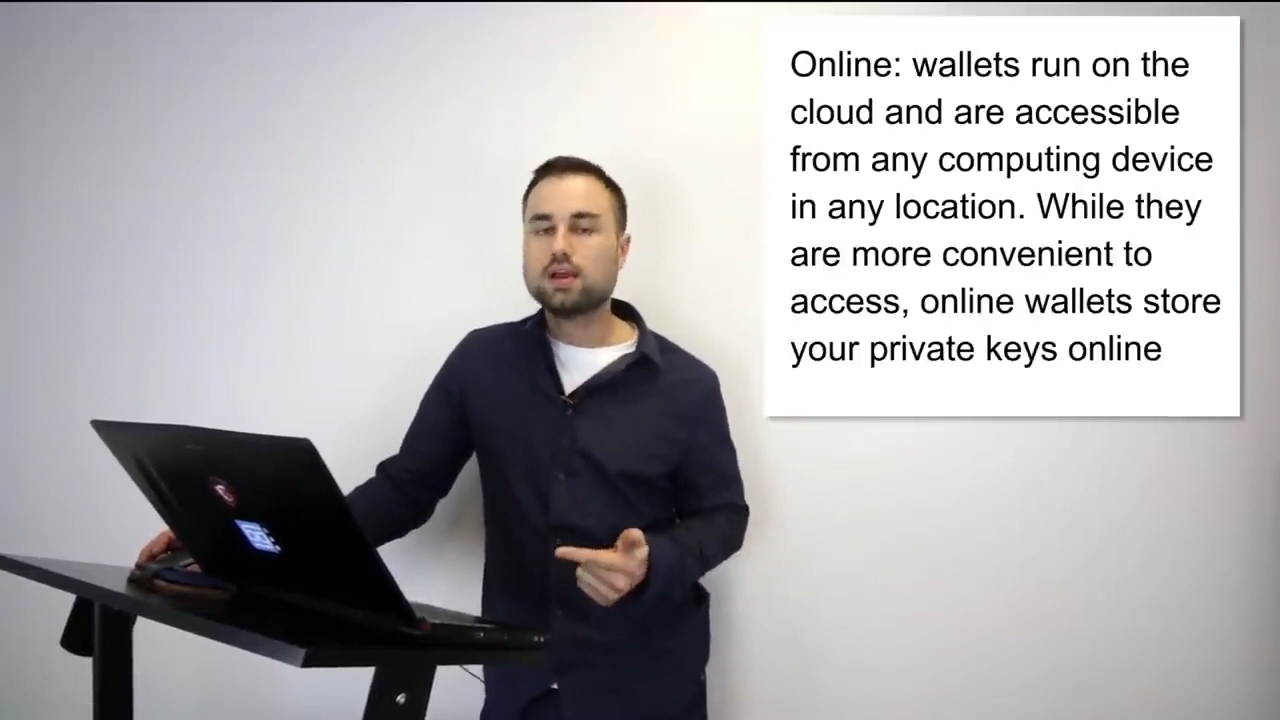 Online: wallets run on the
cloud and are accessible
from any computing device
in any location. While they
are more convenient to
access, online wallets store
your private keys online